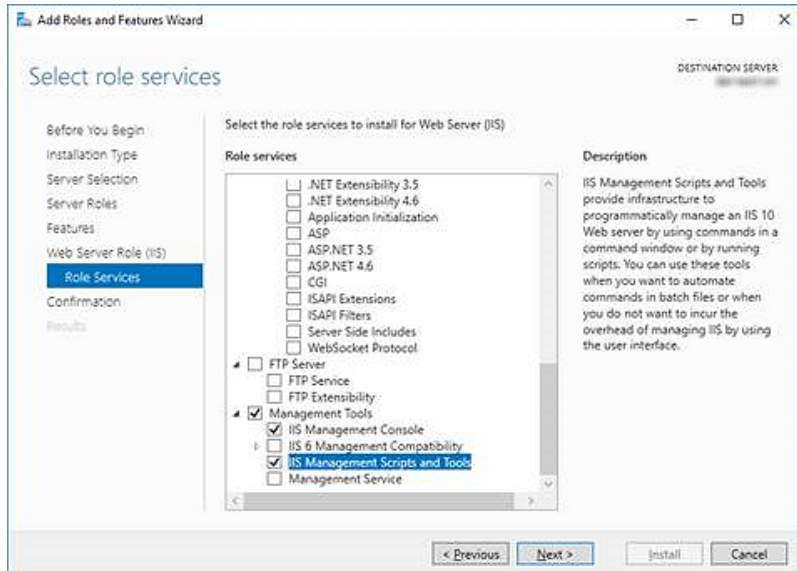 Add Roles and Features Wizard
Select role services
DESTINATION SERVER
Before You Begin
Installation Type
Server Selection
Server Roles
Features
Web Server Role (IIS)
Role Services
Confirmation
Results
Select the role services to install for Web Server (IIS)
Role services
.NET Extensibility 3.5
.NET Extensibility 4.6
Application Initialization
ASP
ASP.NET 3.5
ASP.NET 4.6
CGI
ISAPI Extensions
ISAPI Filters
Server Side Includes
WebSocket Protocol
FTP Server
FTP Service
FTP Extensibility
Management Tools
IIS Management Console
IIS 6 Management Compatibility
IIS Management Scripts and Tools
Management Service
Description
IIS Management Scripts and Tools
provide infrastructure to
programmatically manage an IIS 10
Web server by using commands in a
command window or by running
scripts. You can use these tools
when you want to automate
commands in batch files or when
you do not want to incur the
overhead of managing IIS by using
the user interface.
< Previous
Next >
Install
Cancel